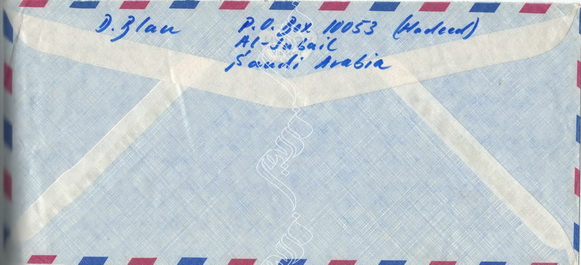 D. Blau P.O. Box 10053 (Hadeed)
Al-Jubail
Saudi Arabia